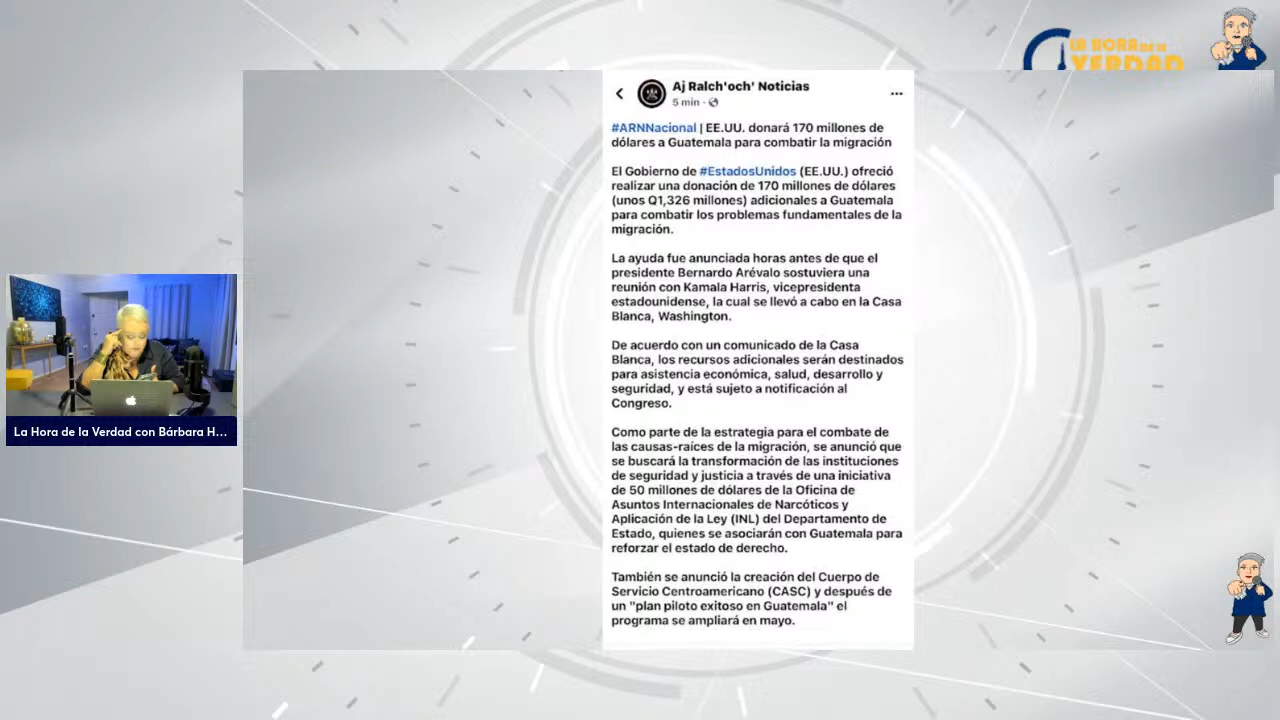 LA HORA DE LA
VERDAD
Aj Ralch'och' Noticias
5 min ·
#ARNNacional | EE.UU. donará 170 millones de
dólares a Guatemala para combatir la migración
El Gobierno de #EstadosUnidos (EE.UU.) ofreció
realizar una donación de 170 millones de dólares
(unos Q1,326 millones) adicionales a Guatemala
para combatir los problemas fundamentales de la
migración.
La ayuda fue anunciada horas antes de que el
presidente Bernardo Arévalo sostuviera una
reunión con Kamala Harris, vicepresidenta
estadounidense, la cual se llevó a cabo en la Casa
Blanca, Washington.
De acuerdo con un comunicado de la Casa
Blanca, los recursos adicionales serán destinados
para asistencia económica, salud, desarrollo y
seguridad, y está sujeto a notificación al
Congreso.
Como parte de la estrategia para el combate de
las causas-raíces de la migración, se anunció que
se buscará la transformación de las instituciones
de seguridad y justicia a través de una iniciativa
de 50 millones de dólares de la Oficina de
Asuntos Internacionales de Narcóticos y
Aplicación de la Ley (INL) del Departamento de
Estado, quienes se asociarán con Guatemala para
reforzar el estado de derecho.
También se anunció la creación del Cuerpo de
Servicio Centroamericano (CASC) y después de
un "plan piloto exitoso en Guatemala" el
programa se ampliará en mayo.
La Hora de la Verdad con Bárbara H...